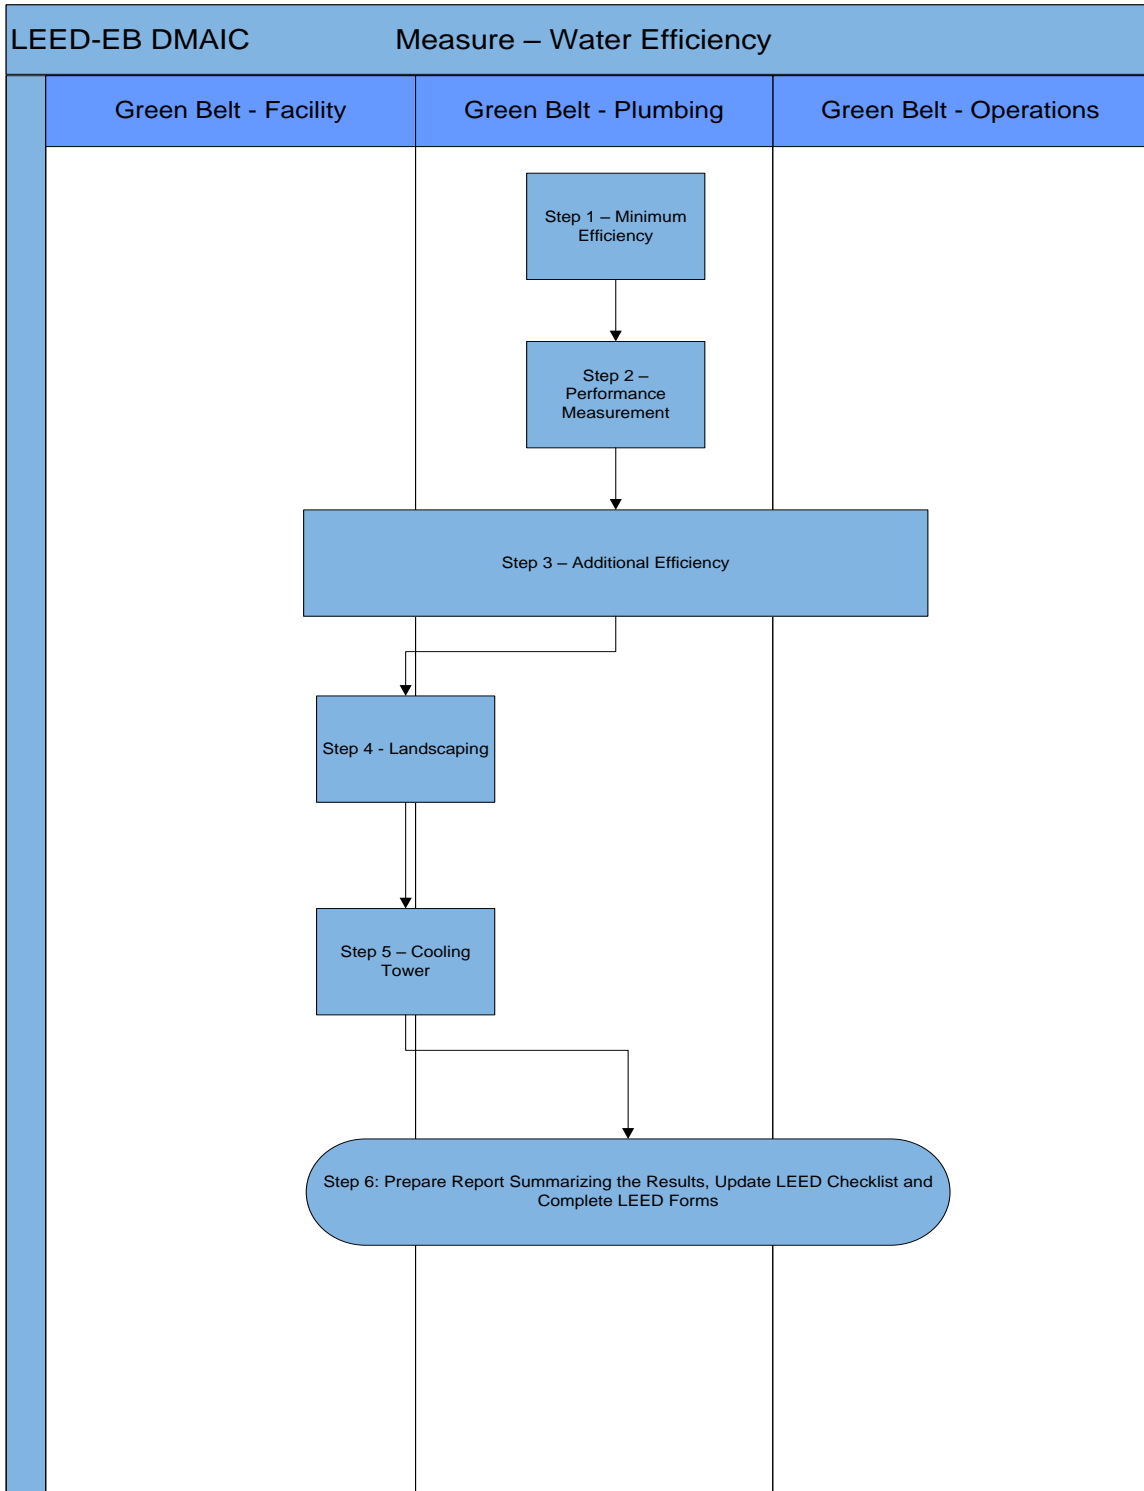 LEED-EB DMAIC
Measure – Water Efficiency
Green Belt - Facility
Green Belt - Plumbing
Green Belt - Operations
Step 1 – Minimum
Efficiency
Step 2 –
Performance
Measurement
Step 3 – Additional Efficiency
Step 4 - Landscaping
Step 5 – Cooling
Tower
Step 6: Prepare Report Summarizing the Results, Update LEED Checklist and
Complete LEED Forms